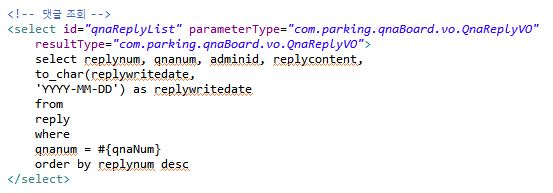 <!-- 댓글 조회 -->
<select id="qnaReplyList" parameterType="com.parking.qnaBoard.vo.QnaReplyVO"
resultType="com.parking.qnaBoard.vo.QnaReplyVO">
select replynum, qnanum, adminid, replycontent,
to_char(replywritedate,
'YYYY-MM-DD') as replywritedate
from
reply
where
qnanum = #{qnaNum}
order by replynum desc
</select>